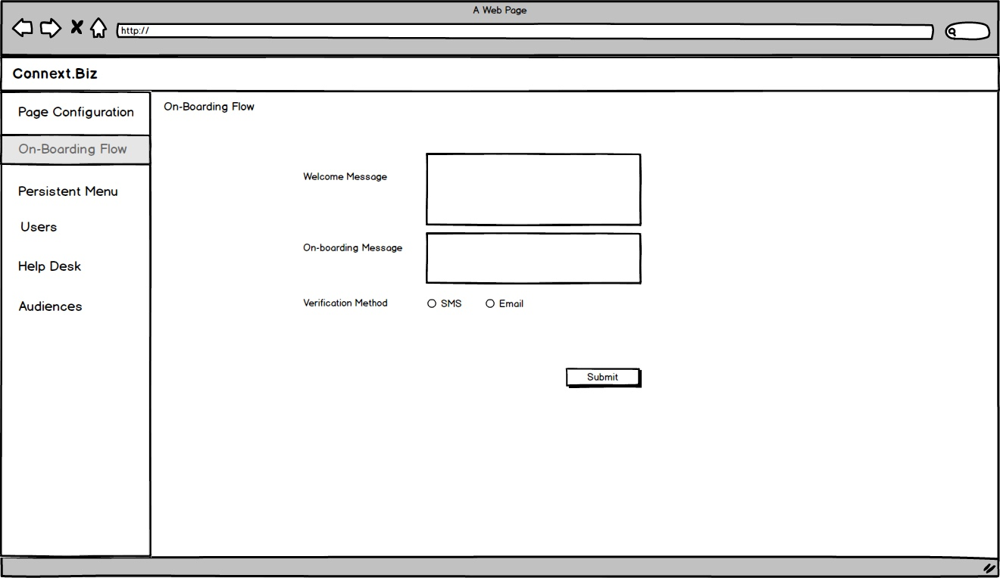 A Web Page
http://
Connext.Biz
Page Configuration
On-Boarding Flow
Persistent Menu
Users
Help Desk
Audiences
On-Boarding Flow
Welcome Message
On-boarding Message
Verification Method
SMS
Email
Submit